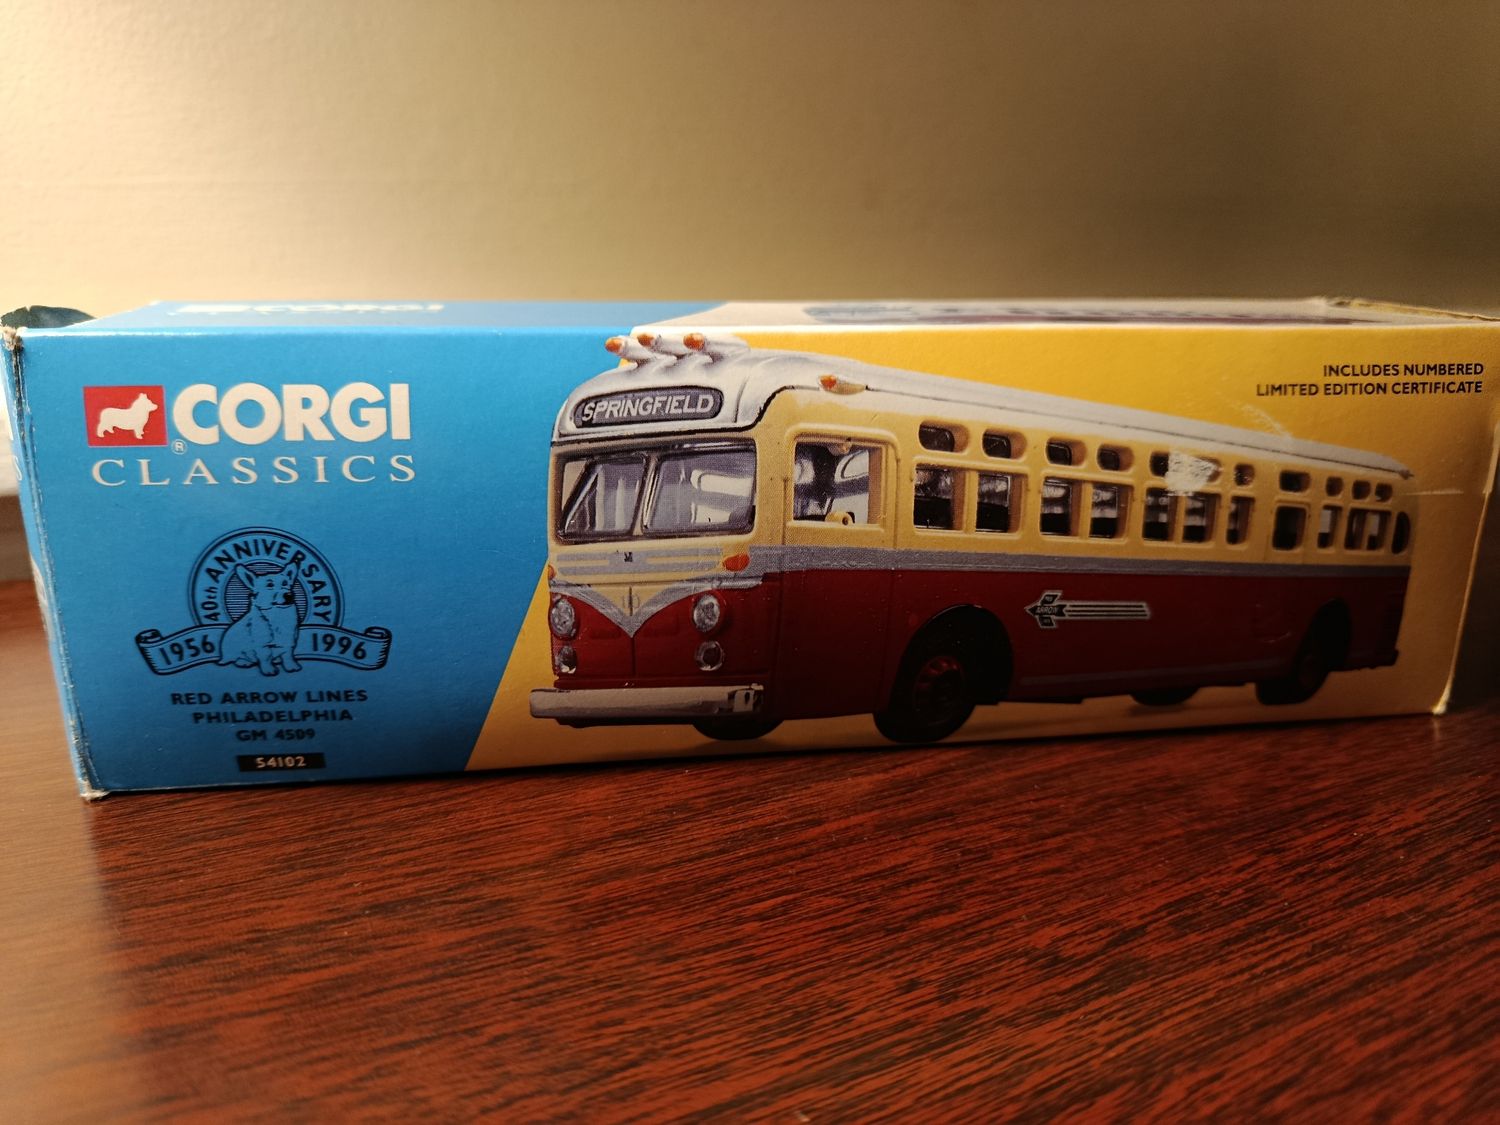 CORGI
®
CLASSICS
40th ANNIVERSARY
1956 1996
RED ARROW LINES
PHILADELPHIA
GM 4509
54102
SPRINGFIELD
ARROW
INCLUDES NUMBERED
LIMITED EDITION CERTIFICATE